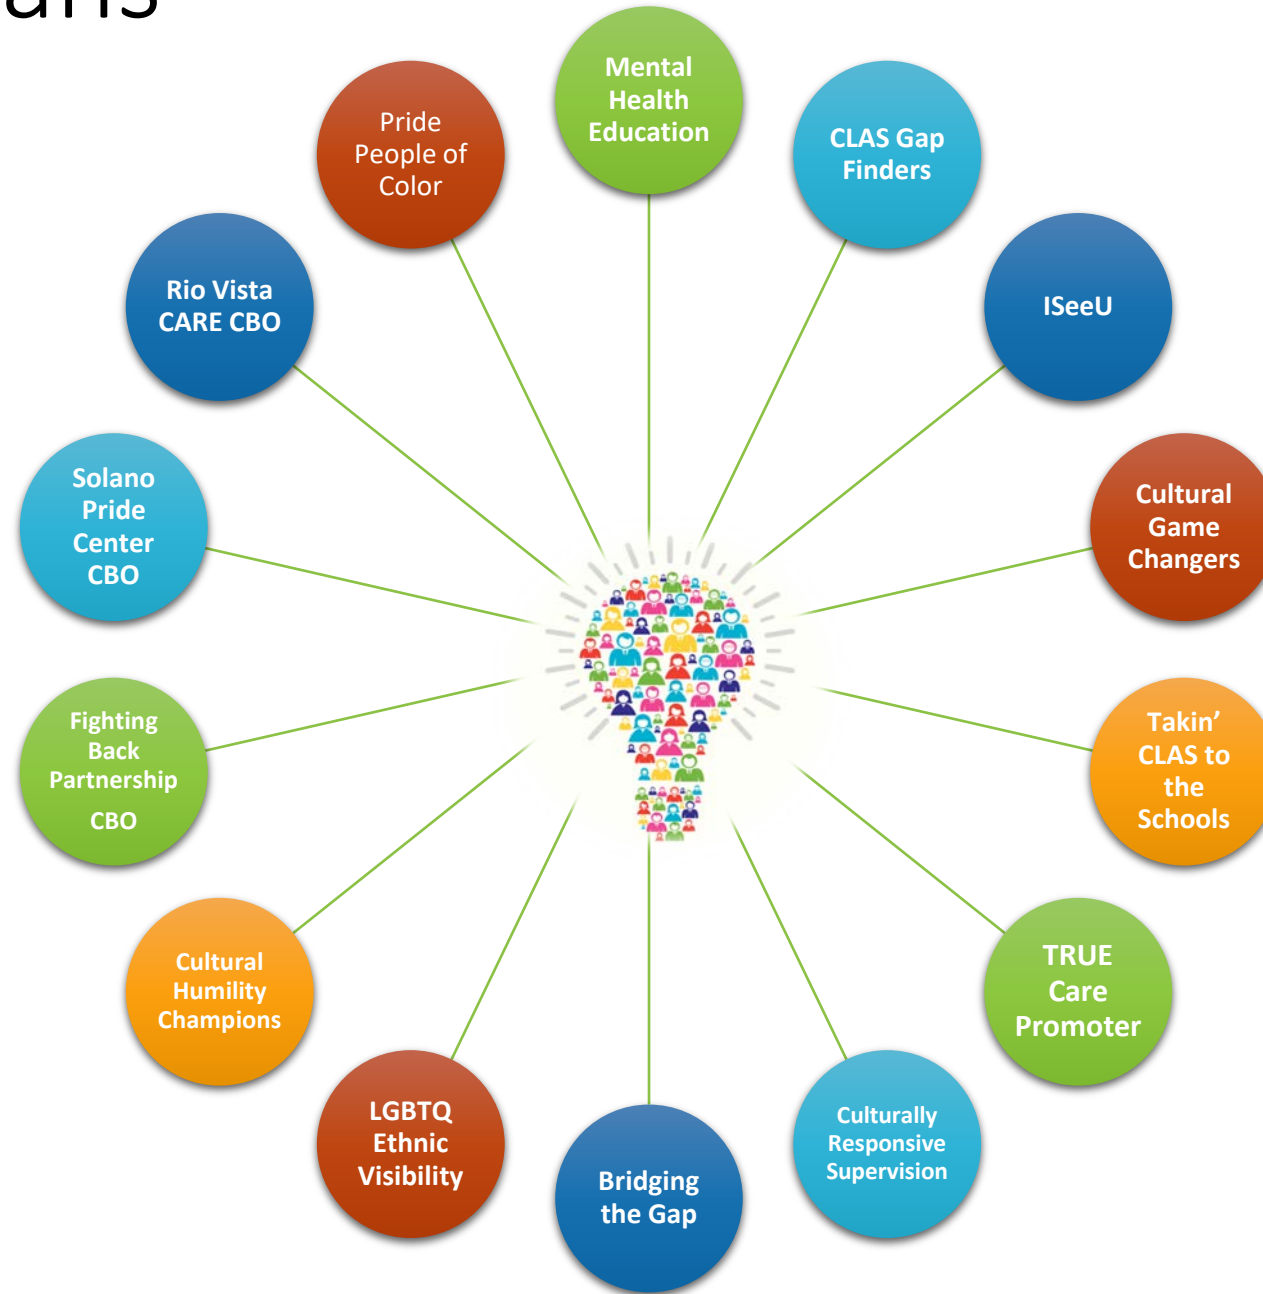 Mental
Health
Education
CLAS Gap
Finders
ISeeU
Cultural
Game
Changers
Takin’
CLAS to
the
Schools
TRUE
Care
Promoter
Culturally
Responsive
Supervision
Bridging
the Gap
LGBTQ
Ethnic
Visibility
Cultural
Humility
Champions
Fighting
Back
Partnership
CBO
Solano
Pride
Center
CBO
Rio Vista
CARE CBO
Pride
People of
Color